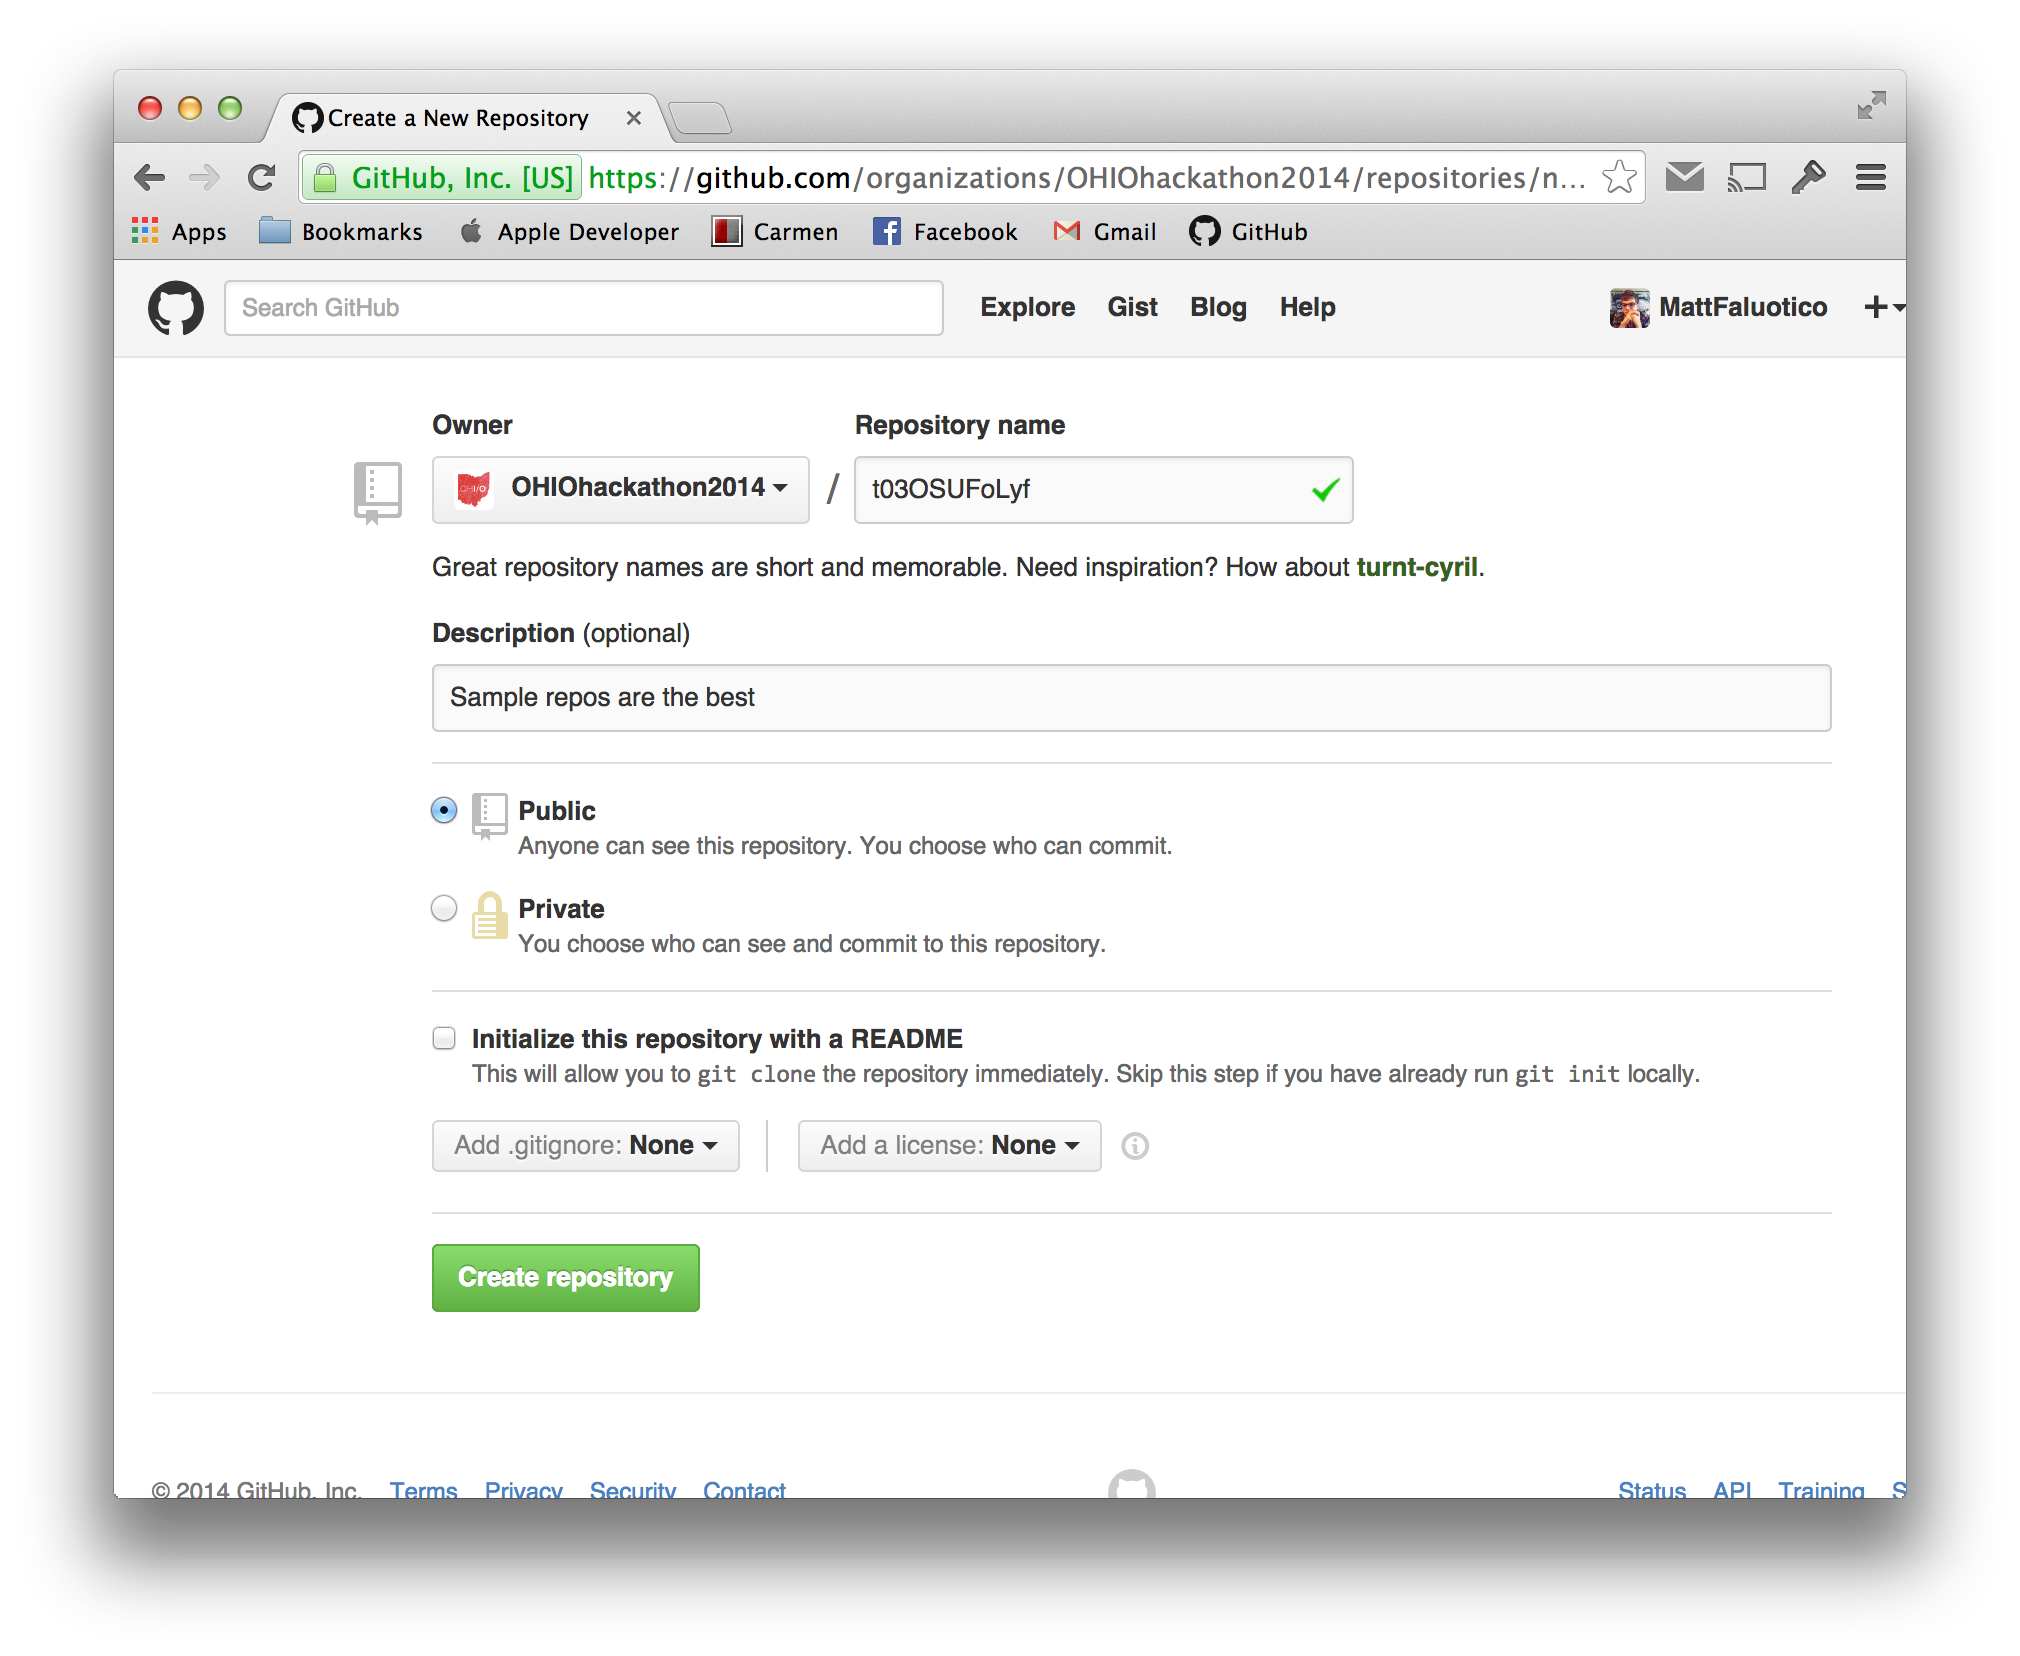 Create a New Repository
GitHub, Inc. [US] https://github.com/organizations/OHIOhackathon2014/repositories/n...
Apps Bookmarks Apple Developer Carmen Facebook Gmail GitHub
Search GitHub Explore Gist Blog Help MattFaluotico
Owner Repository name
OHI/O OHIOhackathon2014 / t03OSUFoLyf
Great repository names are short and memorable. Need inspiration? How about turnt-cyril.
Description (optional)
Sample repos are the best
Public
Anyone can see this repository. You choose who can commit.
Private
You choose who can see and commit to this repository.
Initialize this repository with a README
This will allow you to git clone the repository immediately. Skip this step if you have already run git init locally.
Add .gitignore: None Add a license: None
Create repository
© 2014 GitHub, Inc. Terms Privacy Security Contact Status API Training S